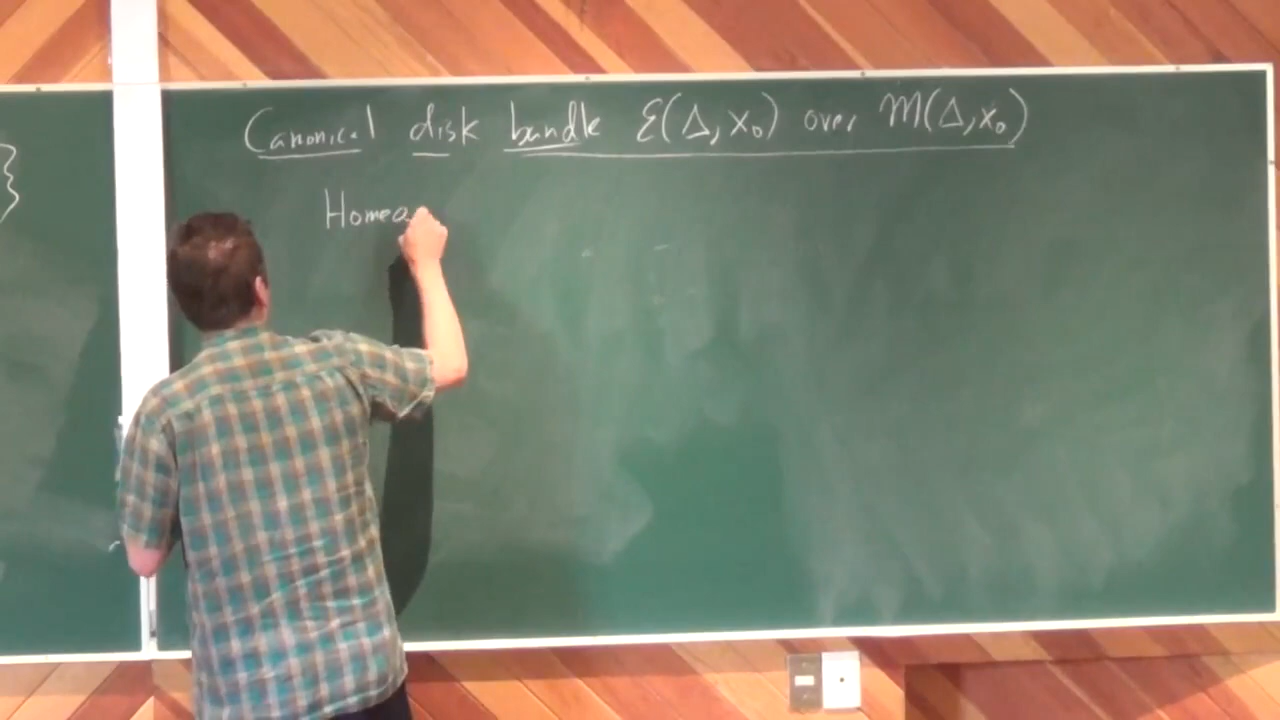 }
Canonical disk bundle ℰ(Δ, x₀) over ℳ(Δ, x₀)
Homeo